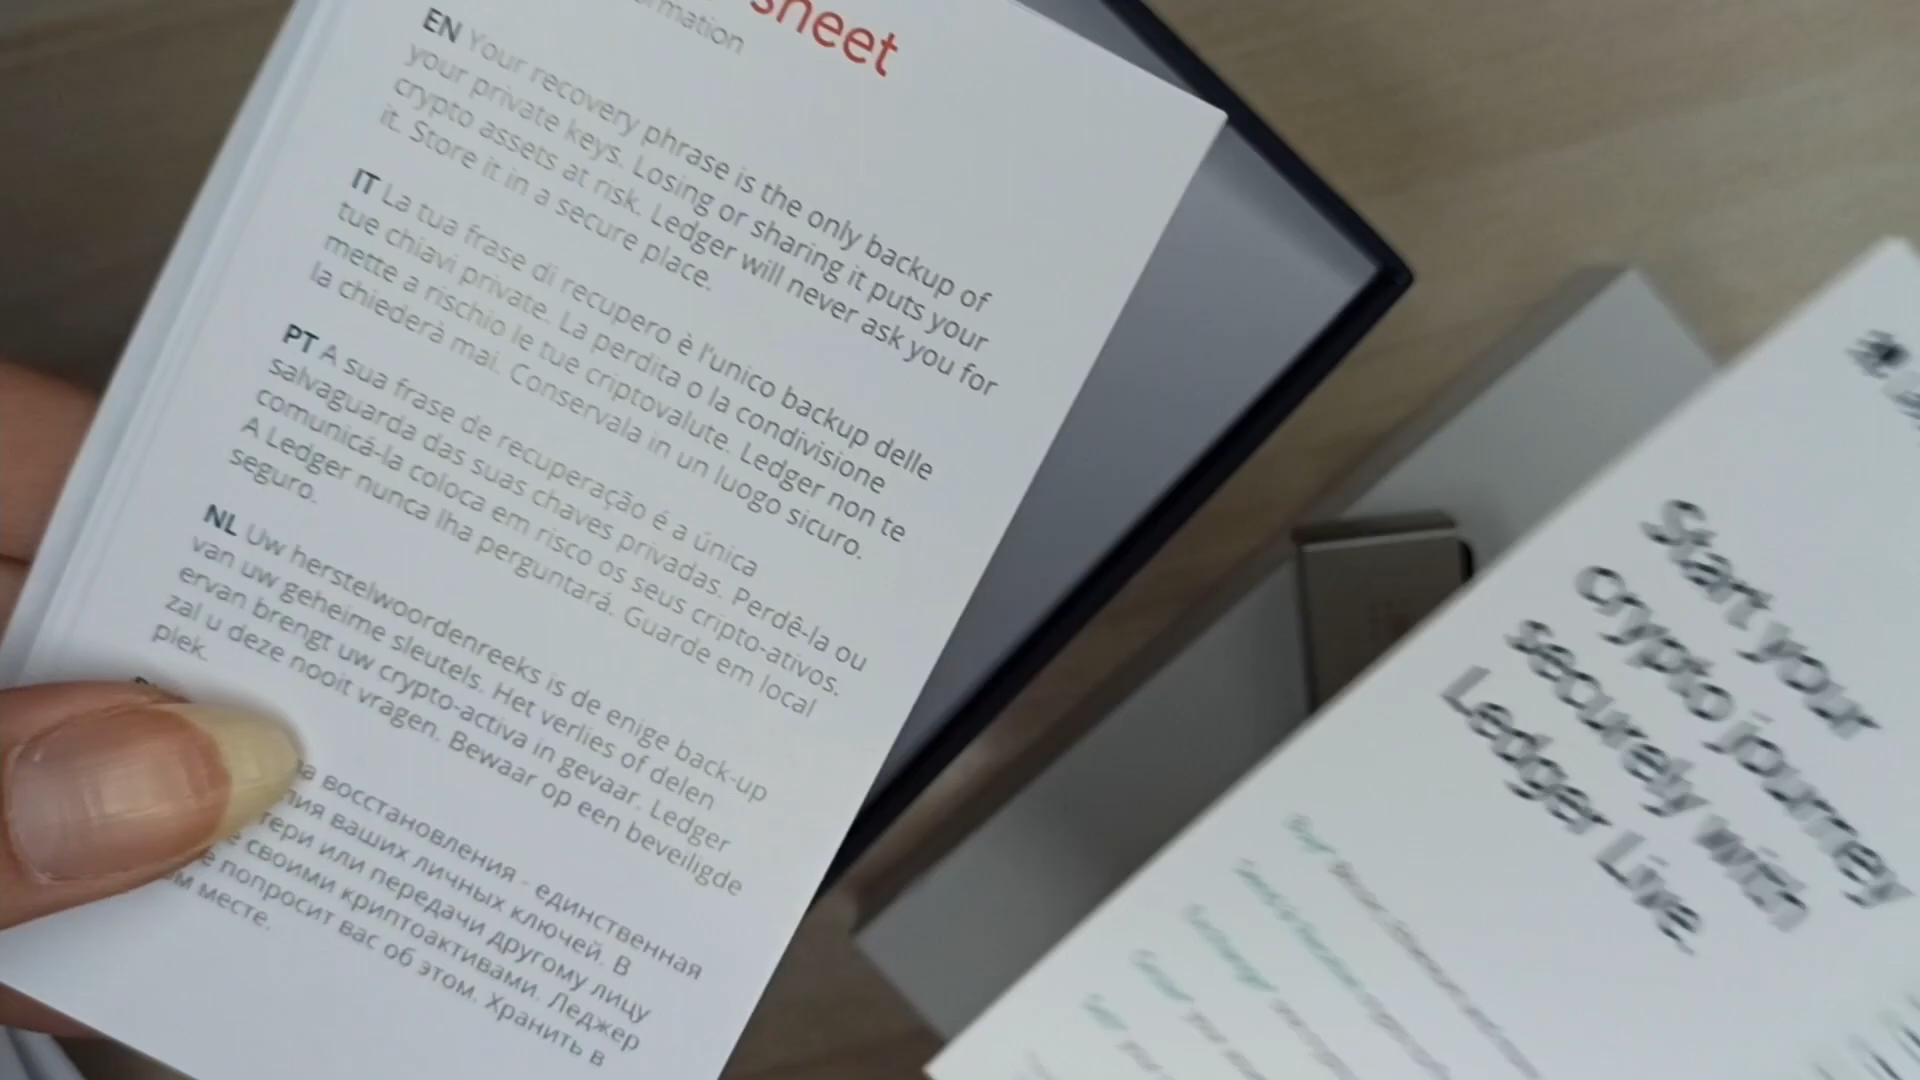 sheet
EN Your recovery phrase is the only backup of
your private keys. Losing or sharing it puts your
crypto assets at risk. Ledger will never ask you for
it. Store it in a secure place.
IT La tua frase di recupero è l'unico backup delle
tue chiavi private. La perdita o la condivisione
mette a rischio le tue criptovalute. Ledger non te
la chiederà mai. Conservala in un luogo sicuro.
PT A sua frase de recuperação é a única
salvaguarda das suas chaves privadas. Perdê-la ou
comunicá-la coloca em risco os seus cripto-ativos.
A Ledger nunca lha perguntará. Guarde em local
seguro.
NL Uw herstelwoordenreeks is de enige back-up
van uw geheime sleutels. Het verlies of delen
ervan brengt uw crypto-activa in gevaar. Ledger
zal u deze nooit vragen. Bewaar op een beveiligde
plek.
восстановления - единственная
ваших личных ключей. В
или передачи другому лицу
своими криптоактивами. Леджер
попросит вас об этом. Хранить в
месте.
Start your
crypto journey
securely with
Ledger Live.
Buy